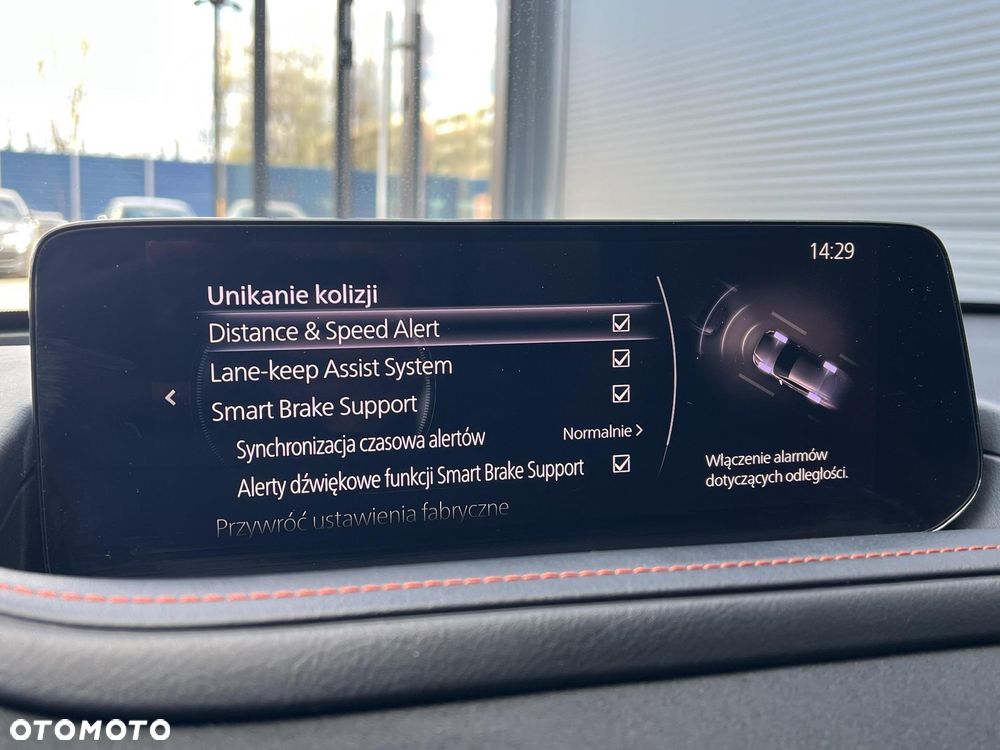 14:29
Unikanie kolizji
Distance & Speed Alert
Lane-keep Assist System
Smart Brake Support
Synchronizacja czasowa alertów Normalnie >
Alerty dźwiękowe funkcji Smart Brake Support
Przywróć ustawienia fabryczne
Włączenie alarmów
dotyczących odległości.
OTOMOTO